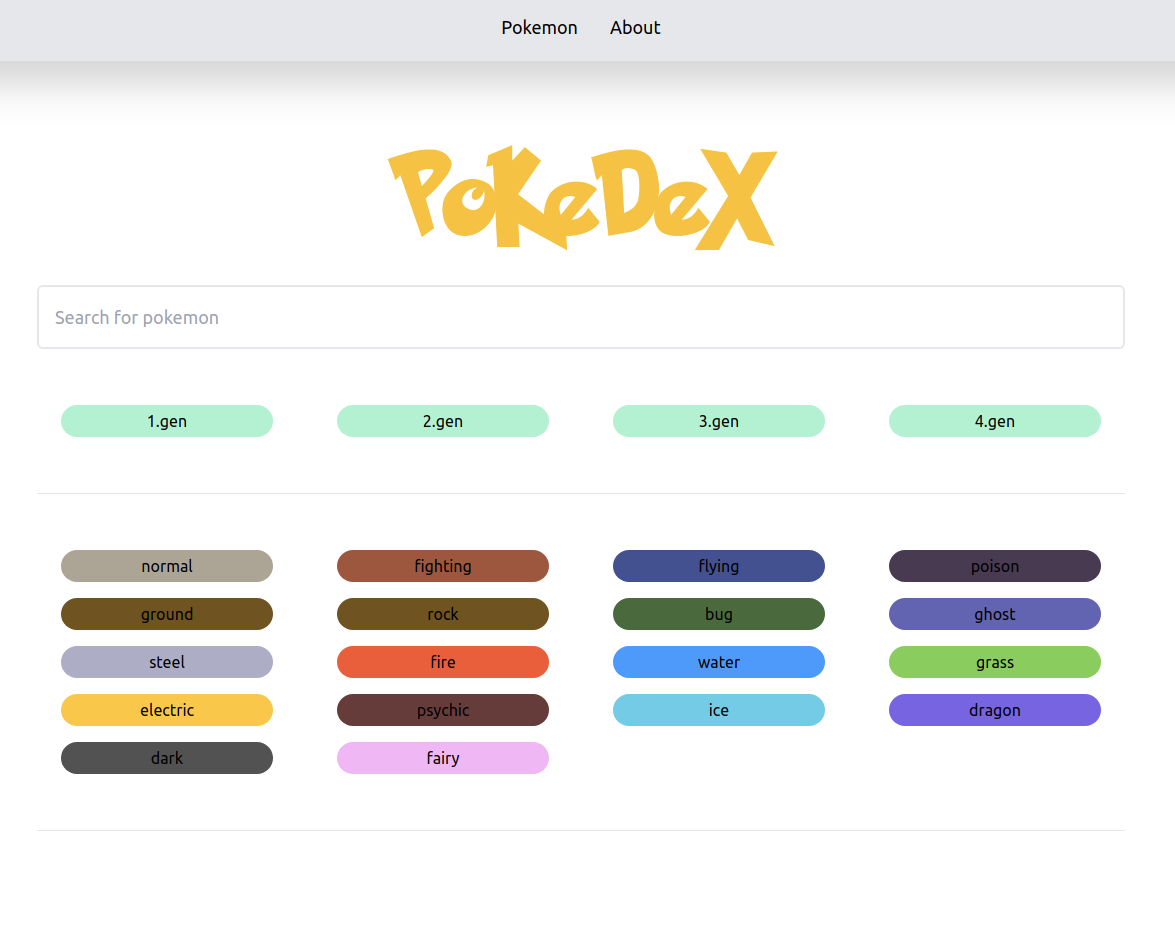 Pokemon About
PoKeDeX
Search for pokemon
1.gen 2.gen 3.gen 4.gen
normal fighting flying poison
ground rock bug ghost
steel fire water grass
electric psychic ice dragon
dark fairy